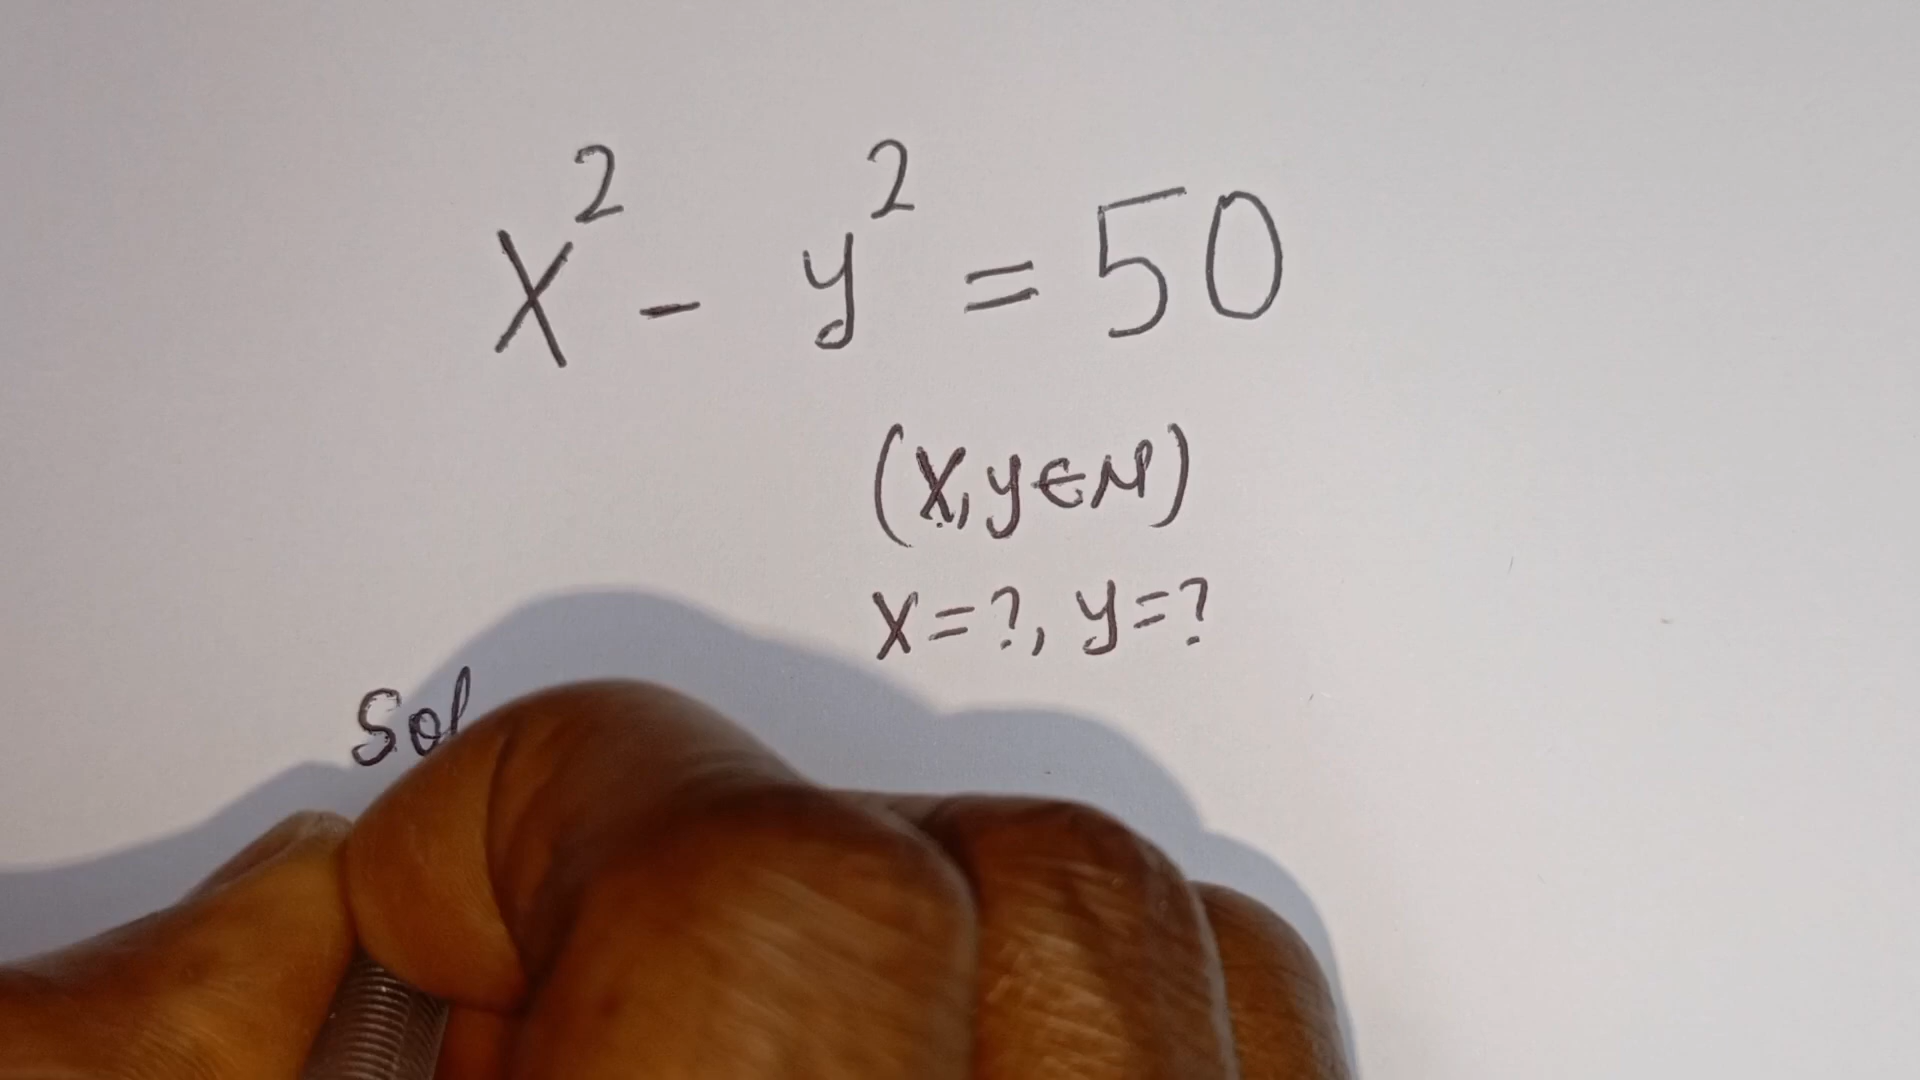 x² - y² = 50
(x,y∈N)
x=?, y=?
Sol